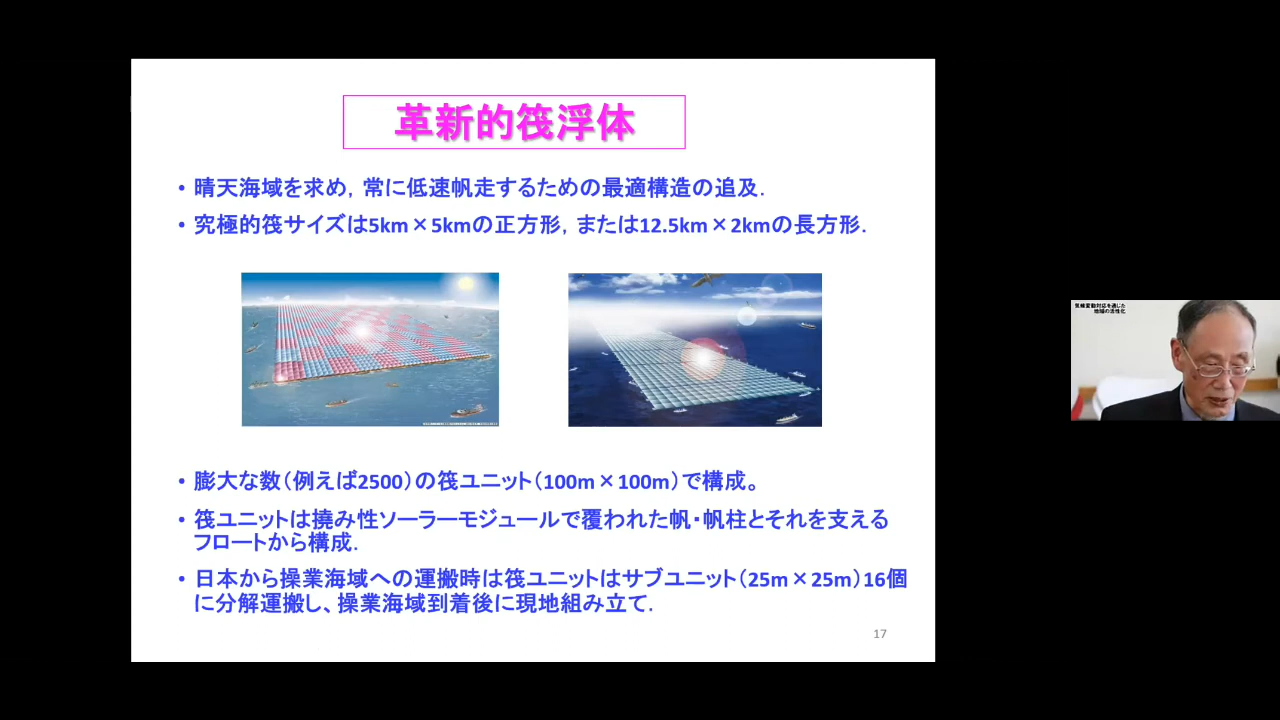 革新的筏浮体
• 晴天海域を求め，常に低速帆走するための最適構造の追及．
• 究極的筏サイズは5km×5kmの正方形，または12.5km×2kmの長方形．
• 膨大な数（例えば2500）の筏ユニット（100m×100m）で構成。
• 筏ユニットは撓み性ソーラーモジュールで覆われた帆・帆柱とそれを支える
フロートから構成．
• 日本から操業海域への運搬時は筏ユニットはサブユニット（25m×25m）16個
に分解運搬し、操業海域到着後に現地組み立て．
17
気候変動対応を通じた
地域の活性化